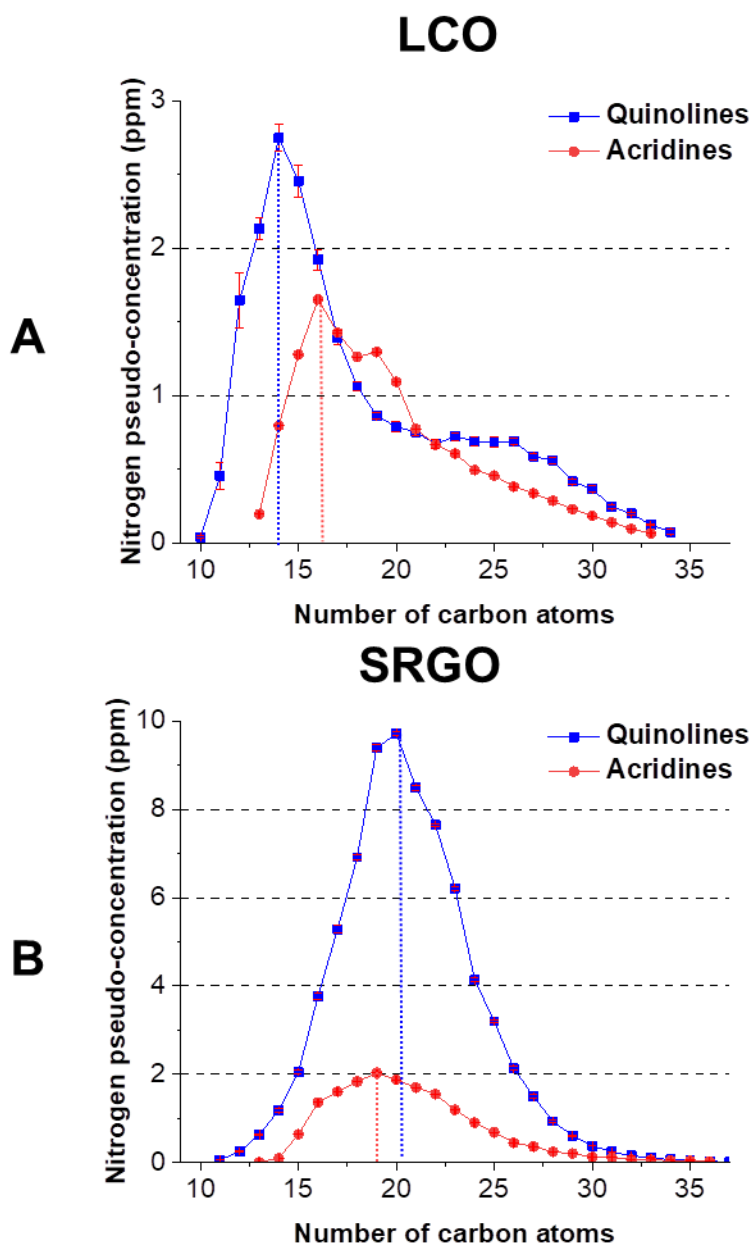 LCO
A
Nitrogen pseudo-concentration (ppm)
3
2
1
0
Quinolines
Acridines
10 15 20 25 30 35
Number of carbon atoms
SRGO
B
Nitrogen pseudo-concentration (ppm)
10
8
6
4
2
0
Quinolines
Acridines
10 15 20 25 30 35
Number of carbon atoms